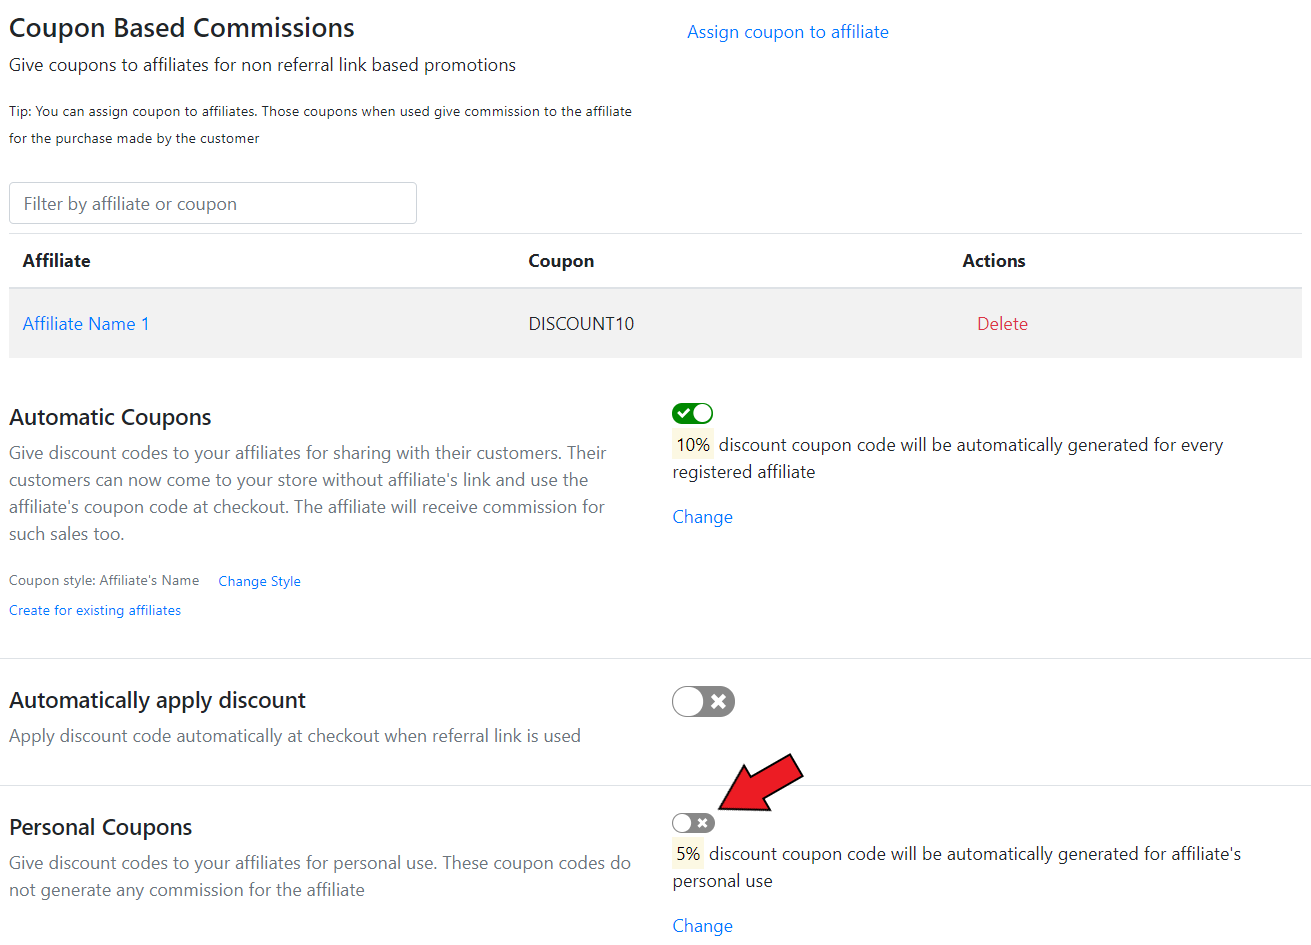 Coupon Based Commissions
Assign coupon to affiliate
Give coupons to affiliates for non referral link based promotions
Tip: You can assign coupon to affiliates. Those coupons when used give commission to the affiliate
for the purchase made by the customer
Filter by affiliate or coupon
Affiliate Coupon Actions
Affiliate Name 1 DISCOUNT10 Delete
Automatic Coupons
Give discount codes to your affiliates for sharing with their customers. Their
customers can now come to your store without affiliate's link and use the
affiliate's coupon code at checkout. The affiliate will receive commission for
such sales too.
Coupon style: Affiliate's Name Change Style
Create for existing affiliates
10% discount coupon code will be automatically generated for every
registered affiliate
Change
Automatically apply discount
Apply discount code automatically at checkout when referral link is used
Personal Coupons
Give discount codes to your affiliates for personal use. These coupon codes do
not generate any commission for the affiliate
5% discount coupon code will be automatically generated for affiliate's
personal use
Change